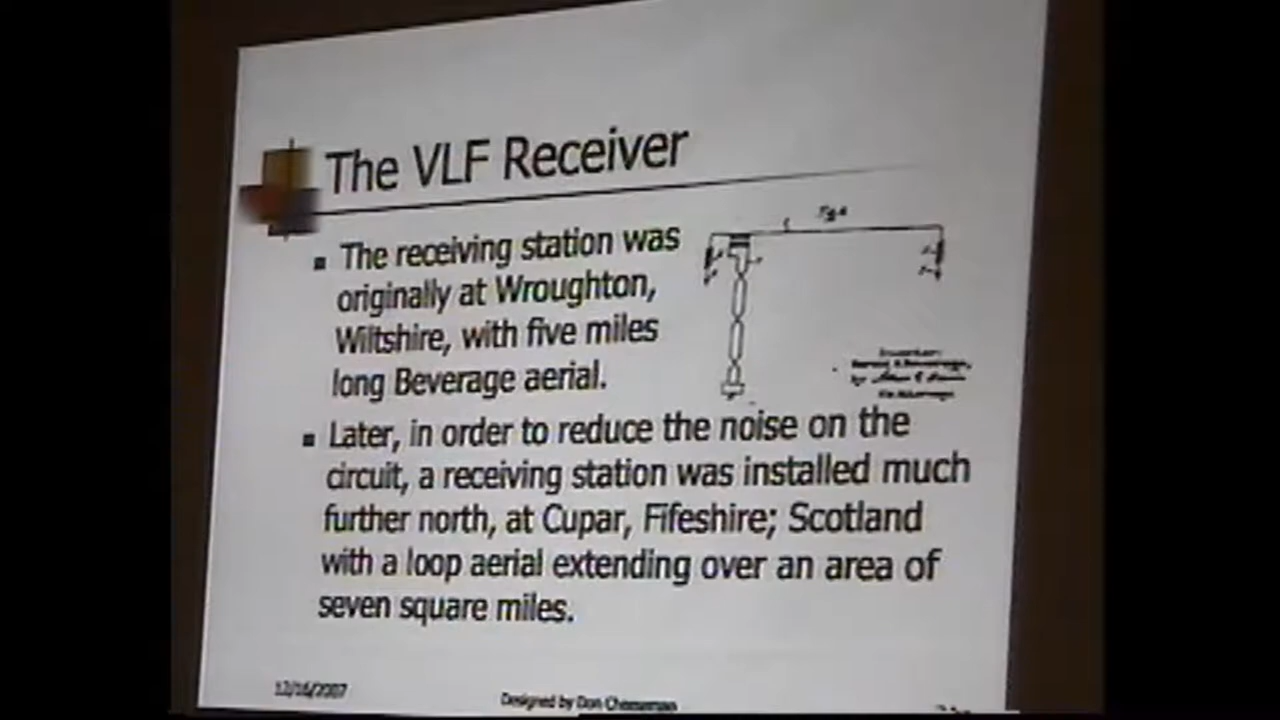 The VLF Receiver
The receiving station was
originally at Wroughton,
Wiltshire, with five miles
long Beverage aerial.
Inventor:
Later, in order to reduce the noise on the
circuit, a receiving station was installed much
further north, at Cupar, Fifeshire; Scotland
with a loop aerial extending over an area of
seven square miles.
12/16/2007
Designed by Don Cheeseman